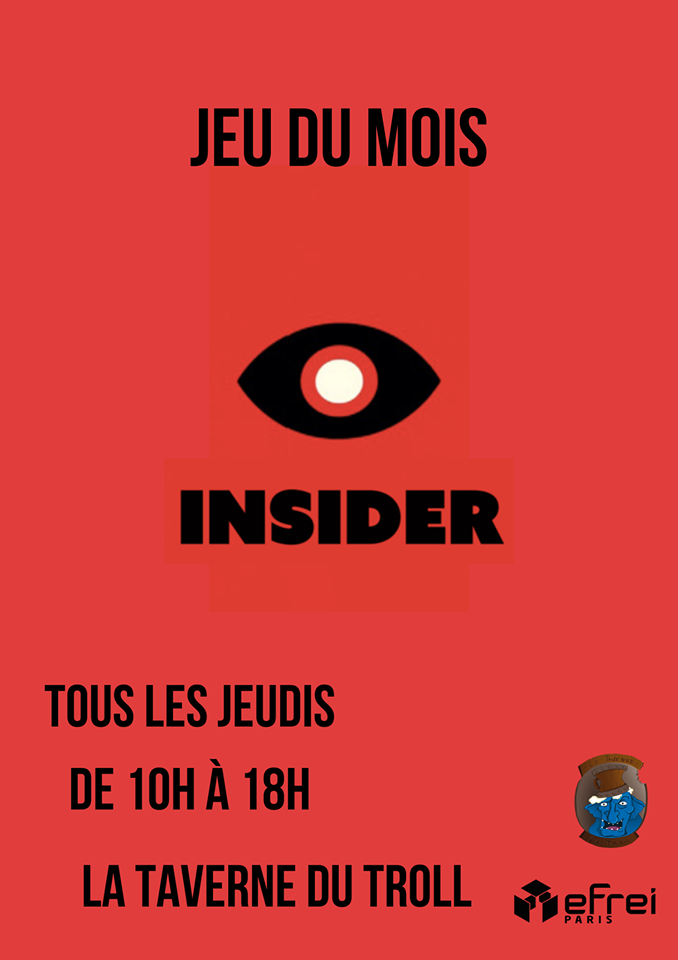 JEU DU MOIS
INSIDER
TOUS LES JEUDIS
DE 10H À 18H
LA TAVERNE DU TROLL
efrei
PARIS